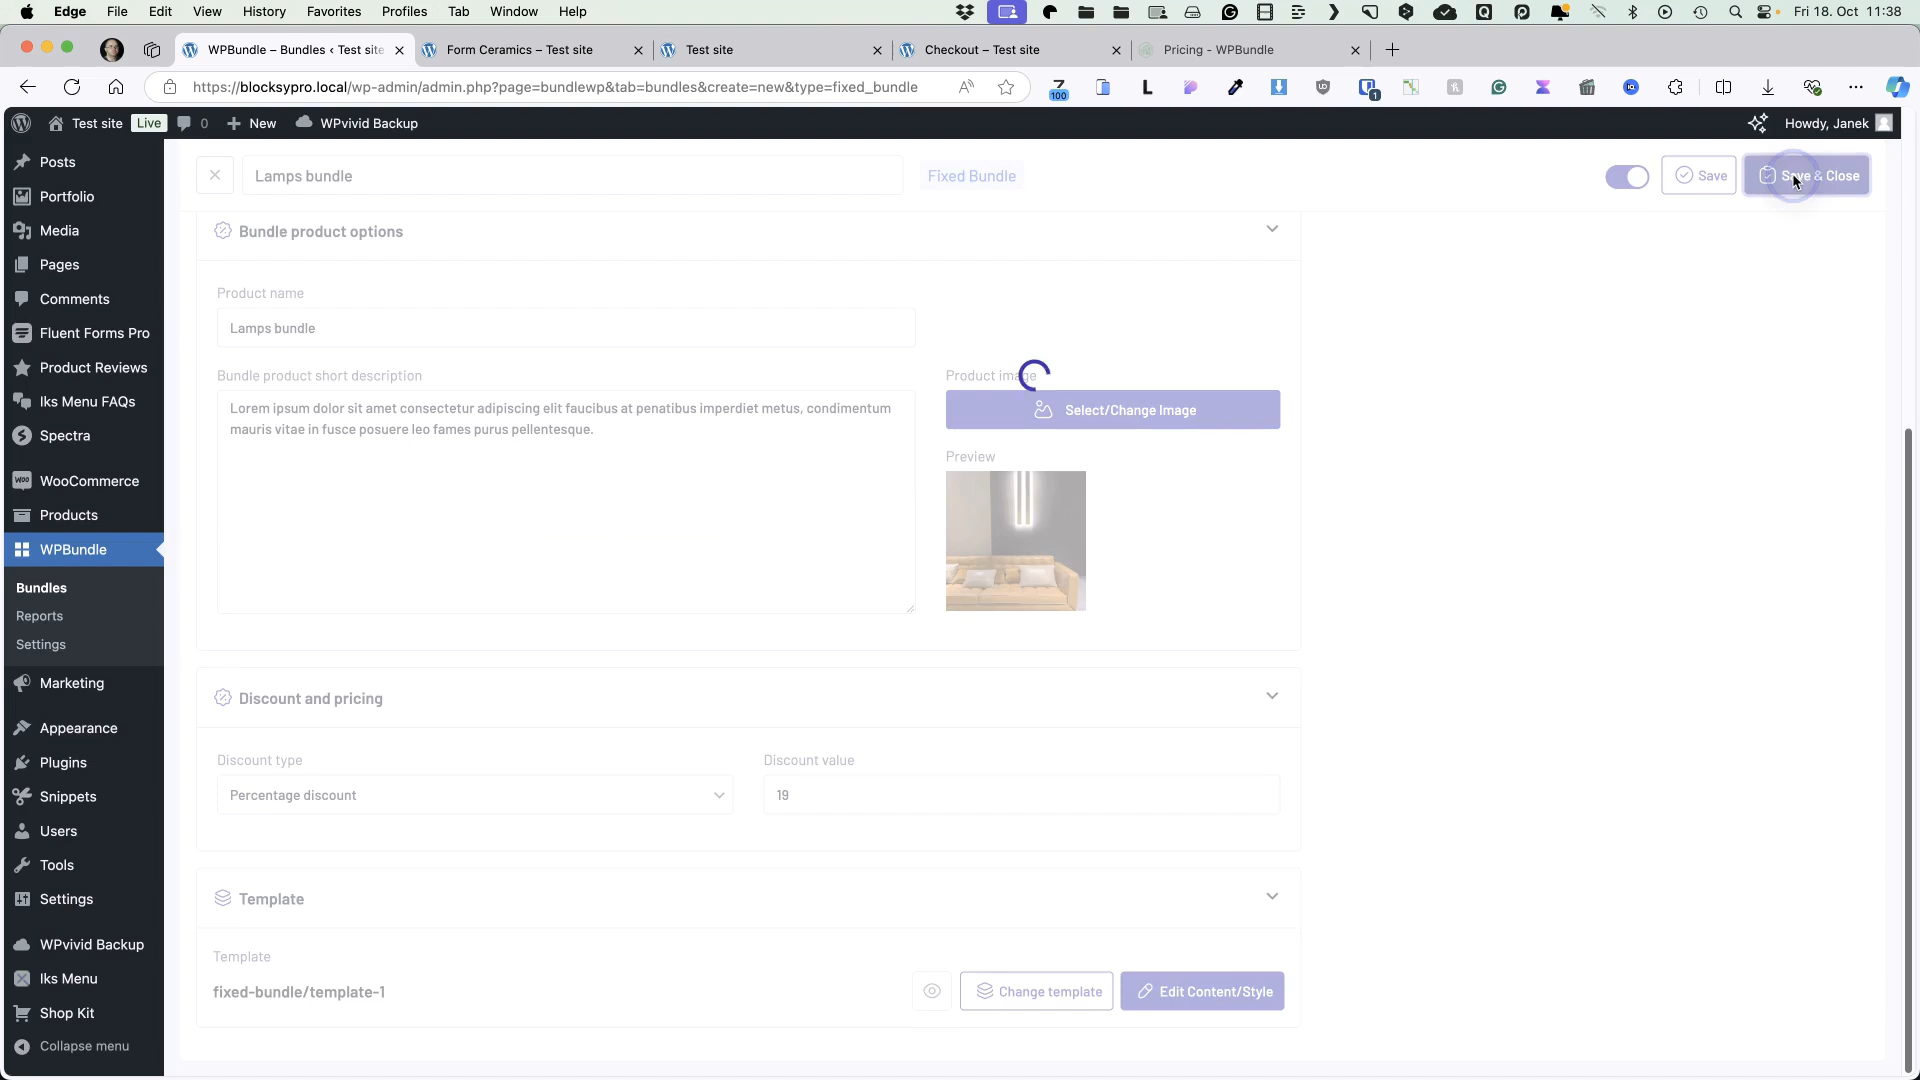 Edge File Edit View History Favorites Profiles Tab Window Help
Fri 18. Oct 11:38
WPBundle – Bundles ‹ Test site
Form Ceramics – Test site
Test site
Checkout – Test site
Pricing - WPBundle
https://blocksypro.local/wp-admin/admin.php?page=bundlewp&tab=bundles&create=new&type=fixed_bundle
100
L
1
Test site
Live
0
New
WPvivid Backup
Howdy, Janek
Posts
Portfolio
Media
Pages
Comments
Fluent Forms Pro
Product Reviews
Iks Menu FAQs
Spectra
WooCommerce
Products
WPBundle
Bundles
Reports
Settings
Marketing
Appearance
Plugins
Snippets
Users
Tools
Settings
WPvivid Backup
Iks Menu
Shop Kit
Collapse menu
Lamps bundle
Fixed Bundle
Save
Save & Close
Bundle product options
Product name
Lamps bundle
Bundle product short description
Lorem ipsum dolor sit amet consectetur adipiscing elit faucibus at penatibus imperdiet metus, condimentum
mauris vitae in fusce posuere leo fames purus pellentesque.
Product image
Select/Change Image
Preview
Discount and pricing
Discount type
Percentage discount
Discount value
19
Template
Template
fixed-bundle/template-1
Change template
Edit Content/Style